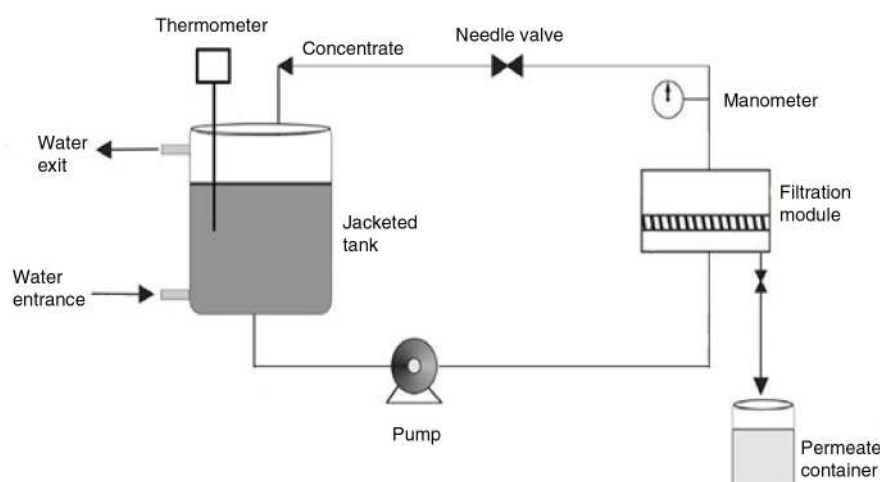 Thermometer
Concentrate
Needle valve
Manometer
Water
exit
Filtration
module
Jacketed
tank
Water
entrance
Pump
Permeate
container